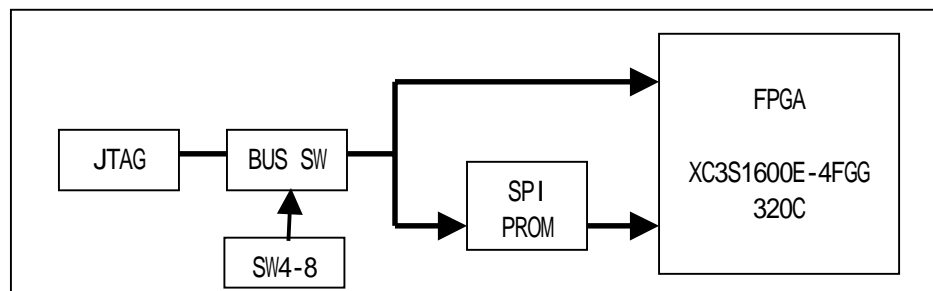 JTAG
BUS SW
SW4-8
SPI
PROM
FPGA
XC3S1600E-4FGG
320C